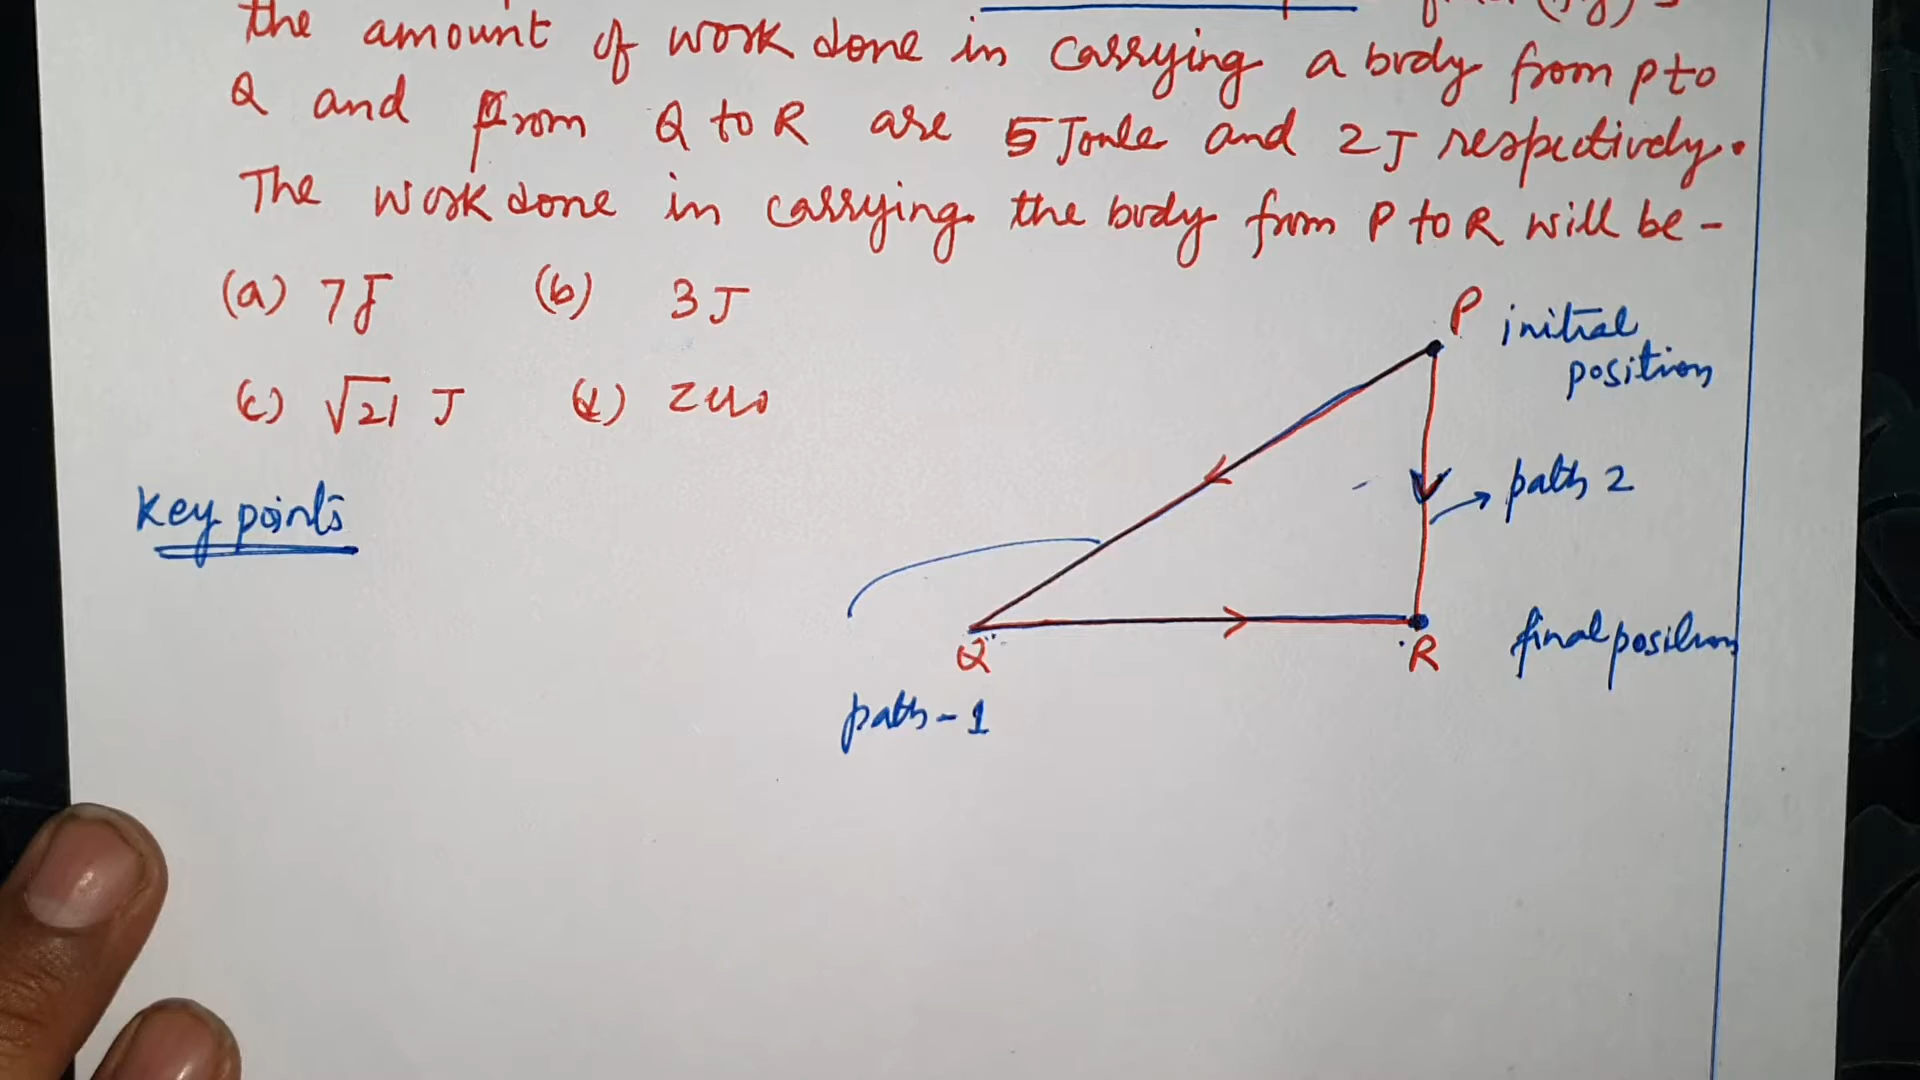 the amount of work done in carrying a body from p to
Q and from Q to R are 5 Joule and 2J respectively.
The work done in carrying the body from P to R will be -
(a) 7J (b) 3 J
(c) √21 J (d) zero
Key points
P initial
position
path 2
Q
R
final position
path - 1